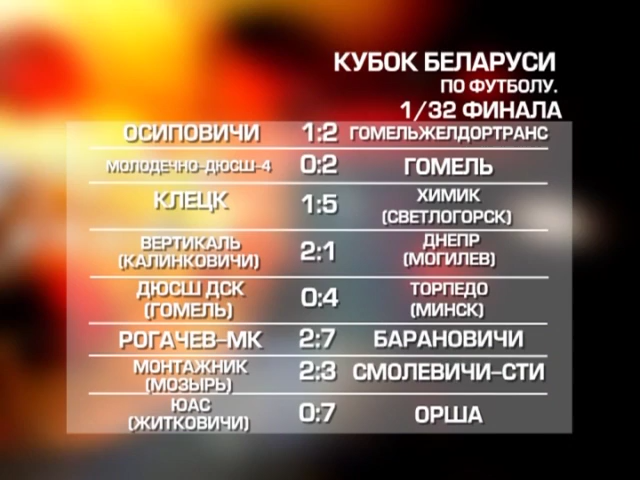 КУБОК БЕЛАРУСИ
ПО ФУТБОЛУ.
1/32 ФИНАЛА
ОСИПОВИЧИ 1:2 ГОМЕЛЬЖЕЛДОРТРАНС
МОЛОДЕЧНО-ДЮСШ-4 0:2 ГОМЕЛЬ
КЛЕЦК 1:5 ХИМИК
(СВЕТЛОГОРСК)
ВЕРТИКАЛЬ
(КАЛИНКОВИЧИ) 2:1 ДНЕПР
(МОГИЛЕВ)
ДЮСШ ДСК
(ГОМЕЛЬ) 0:4 ТОРПЕДО
(МИНСК)
РОГАЧЕВ-МК 2:7 БАРАНОВИЧИ
МОНТАЖНИК
(МОЗЫРЬ) 2:3 СМОЛЕВИЧИ-СТИ
ЮАС
(ЖИТКОВИЧИ) 0:7 ОРША